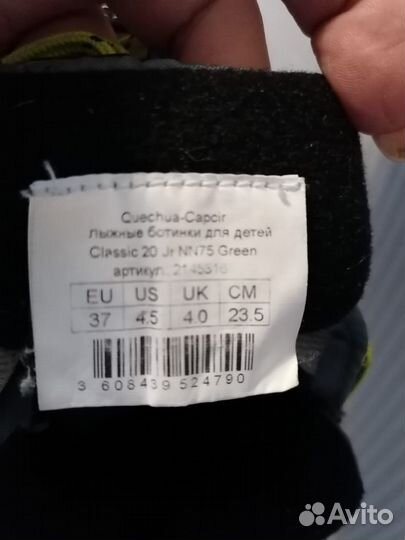 Quechua-Capcir
Лыжные ботинки для детей
Classic 20 Jr NN75 Green
артикул. 2145516
EU US UK CM
37 4.5 4.0 23.5
3 608439 524790
Avito